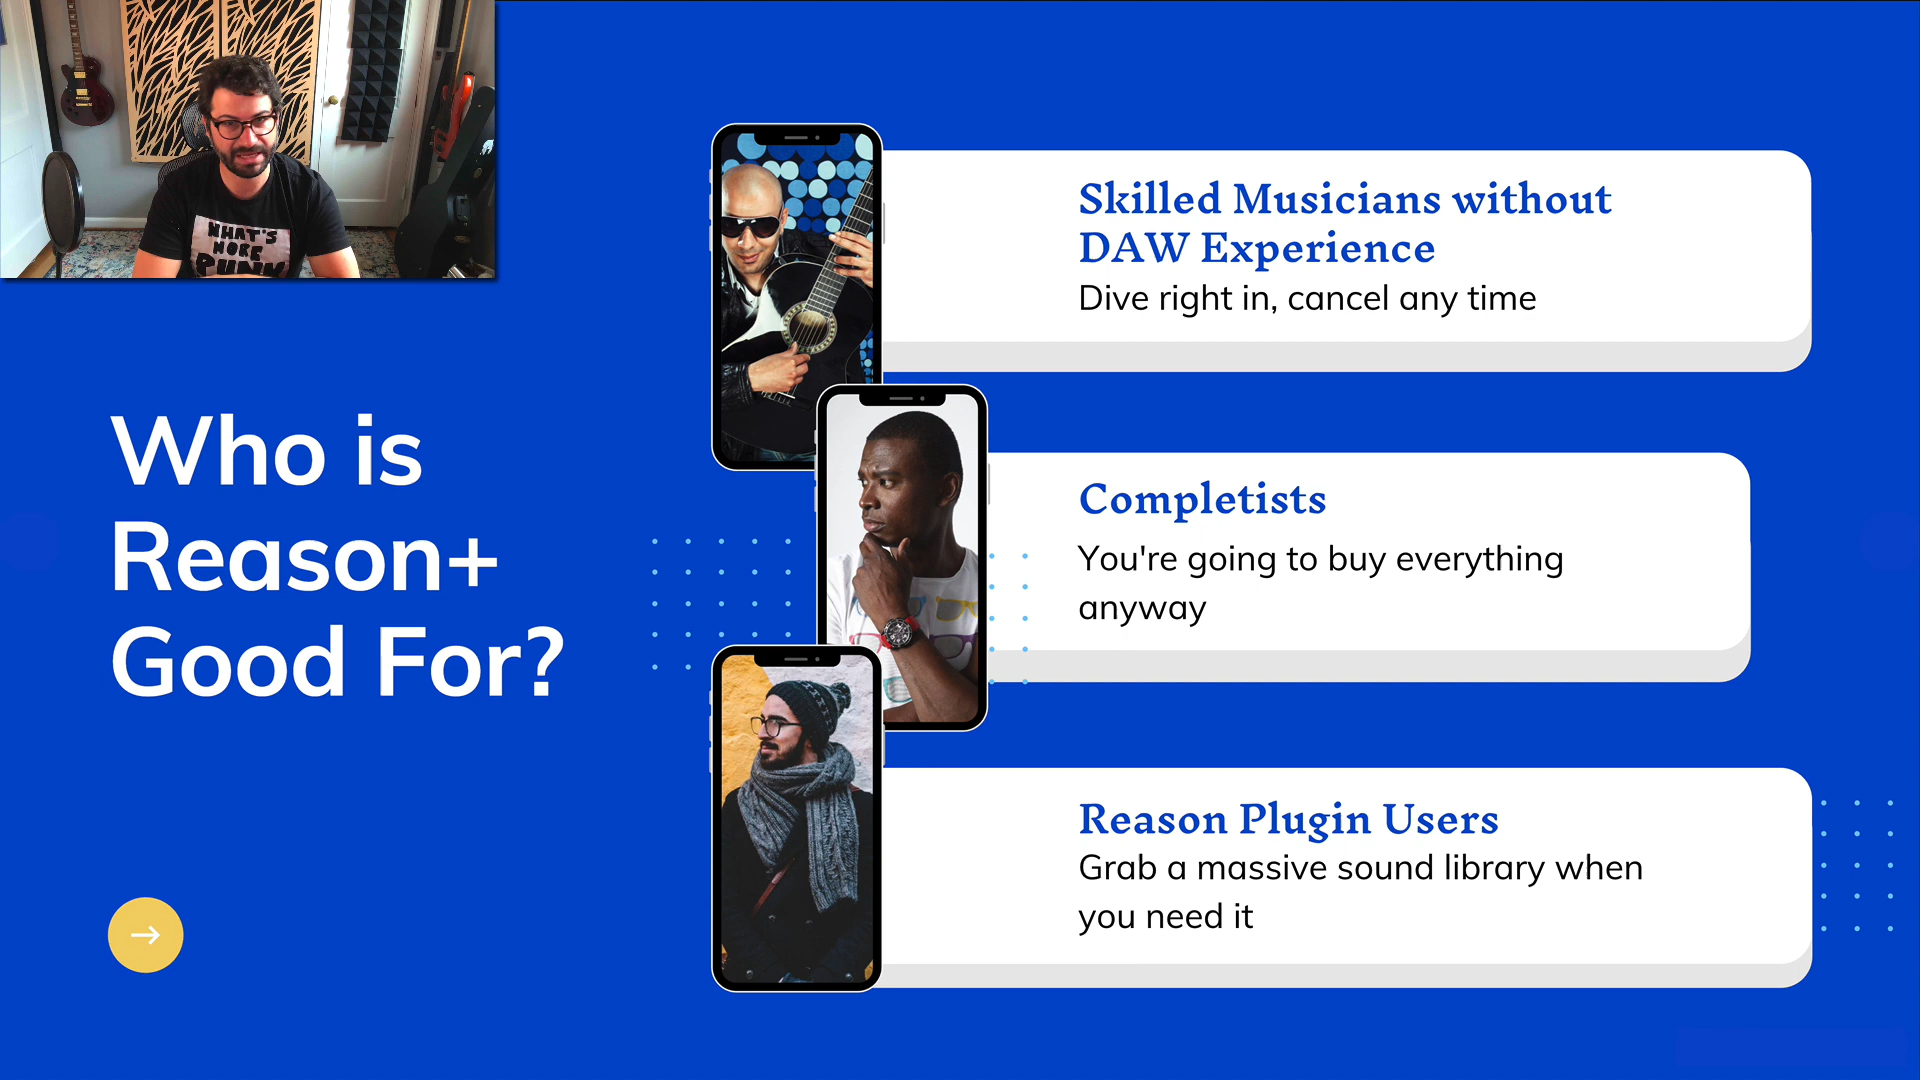 WHAT'S
MORE
PUNK
Who is
Reason+
Good For?
Skilled Musicians without
DAW Experience
Dive right in, cancel any time
Completists
You're going to buy everything
anyway
Reason Plugin Users
Grab a massive sound library when
you need it